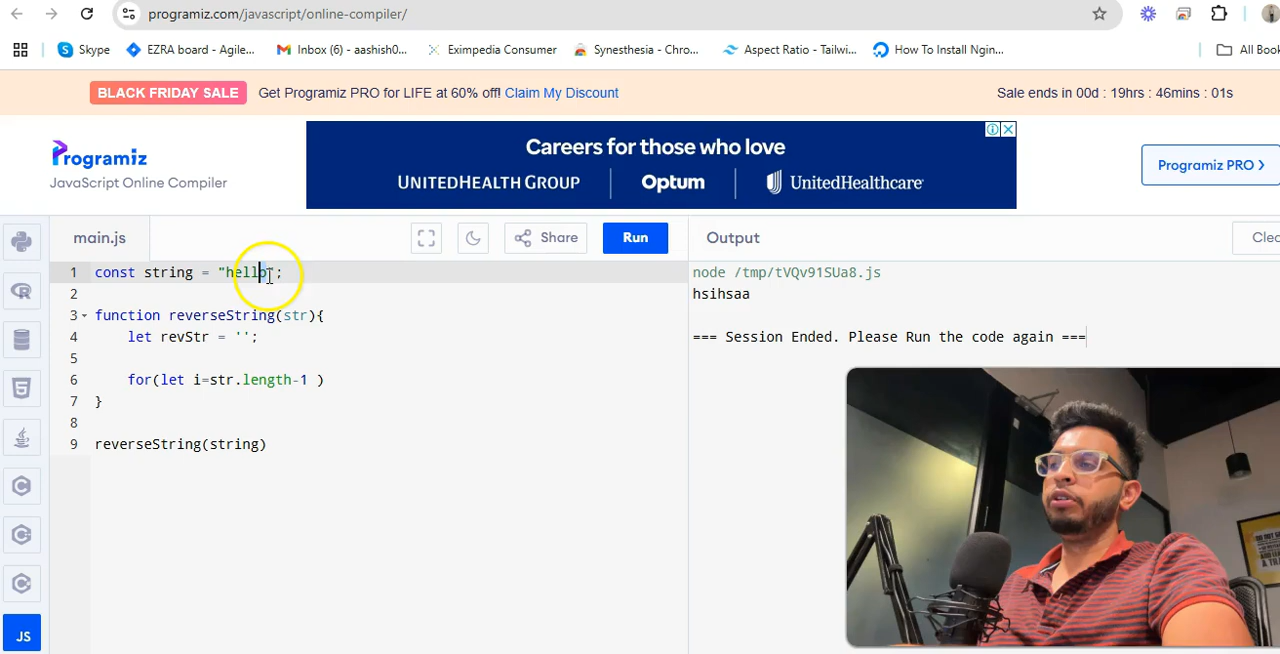 programiz.com/javascript/online-compiler/
Skype
EZRA board - Agile...
Inbox (6) - aashish0...
Eximpedia Consumer
Synesthesia - Chro...
Aspect Ratio - Tailwi...
How To Install Ngin...
All Book
BLACK FRIDAY SALE Get Programiz PRO for LIFE at 60% off! Claim My Discount
Sale ends in 00d : 19hrs : 46mins : 01s
Programiz
JavaScript Online Compiler
Careers for those who love
UNITEDHEALTH GROUP Optum UnitedHealthcare
Programiz PRO >
main.js
Share
Run
Output
Clea
1 const string = "hello";
2
3 function reverseString(str){
4 let revStr = '';
5
6 for(let i=str.length-1 )
7 }
8
9 reverseString(string)
node /tmp/tVQv91SUa8.js
hsihsaa
=== Session Ended. Please Run the code again ===
JS